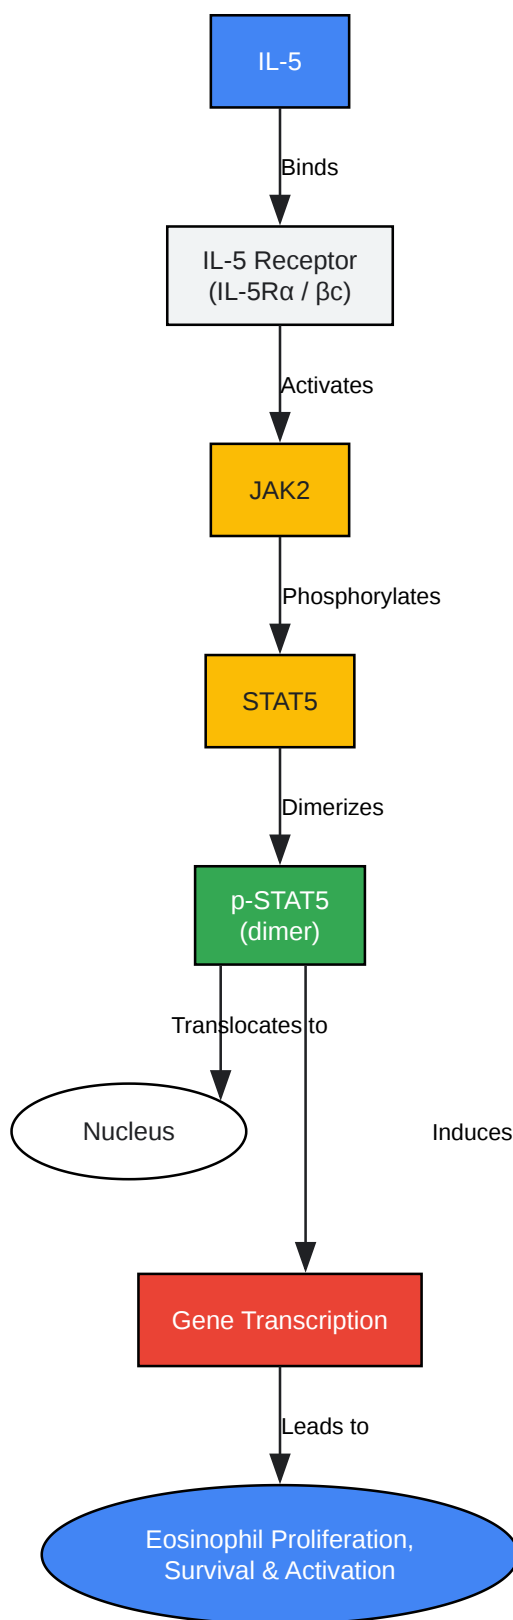 IL-5
Binds
IL-5 Receptor
(IL-5Rα / βc)
Activates
JAK2
Phosphorylates
STAT5
Dimerizes
p-STAT5
(dimer)
Translocates to
Nucleus
Induces
Gene Transcription
Leads to
Eosinophil Proliferation,
Survival & Activation